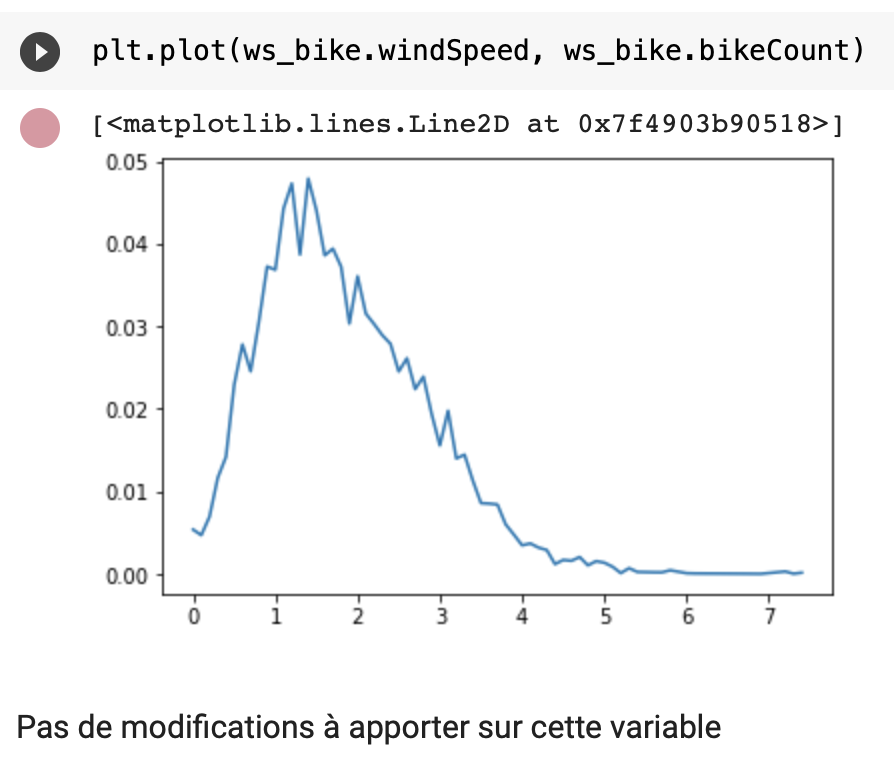 plt.plot(ws_bike.windSpeed, ws_bike.bikeCount)
[<matplotlib.lines.Line2D at 0x7f4903b90518>]
0.05
0.04
0.03
0.02
0.01
0.00
0 1 2 3 4 5 6 7
Pas de modifications à apporter sur cette variable